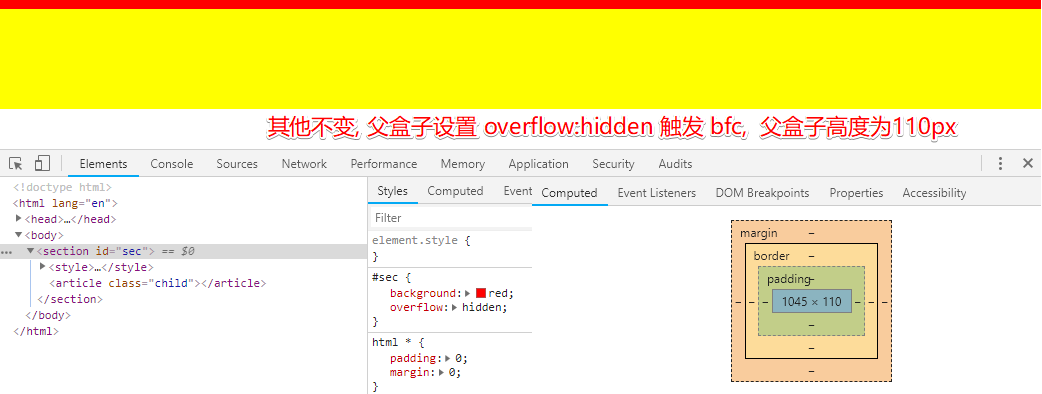 其他不变, 父盒子设置 overflow:hidden 触发 bfc, 父盒子高度为110px
Elements Console Sources Network Performance Memory Application Security Audits
<!doctype html>
<html lang="en">
<head>…</head>
<body>
<section id="sec"> == $0
<style>…</style>
<article class="child"></article>
</section>
</body>
</html>
Styles Computed Event
Filter
element.style {
}
#sec {
background: red;
overflow: hidden;
}
html * {
padding: 0;
margin: 0;
}
Computed Event Listeners DOM Breakpoints Properties Accessibility
margin –
border –
padding –
– – – 1045 × 110 – – –
–
–
–